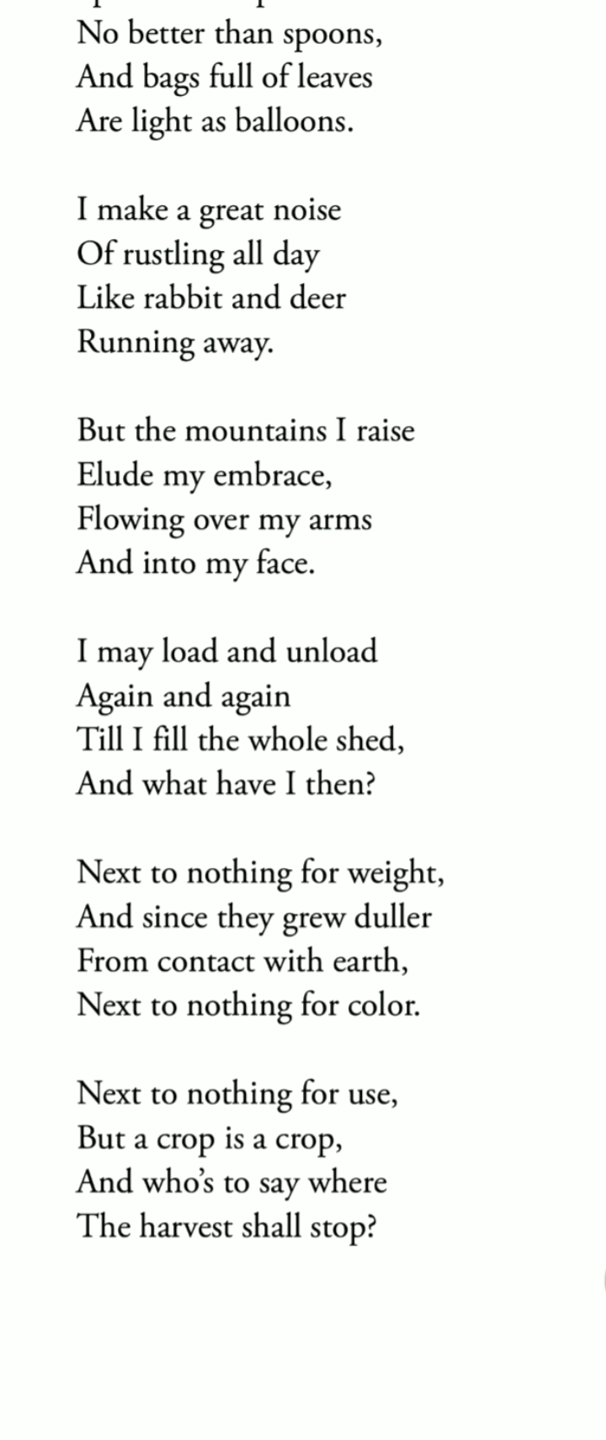 No better than spoons,
And bags full of leaves
Are light as balloons.
I make a great noise
Of rustling all day
Like rabbit and deer
Running away.
But the mountains I raise
Elude my embrace,
Flowing over my arms
And into my face.
I may load and unload
Again and again
Till I fill the whole shed,
And what have I then?
Next to nothing for weight,
And since they grew duller
From contact with earth,
Next to nothing for color.
Next to nothing for use,
But a crop is a crop,
And who’s to say where
The harvest shall stop?